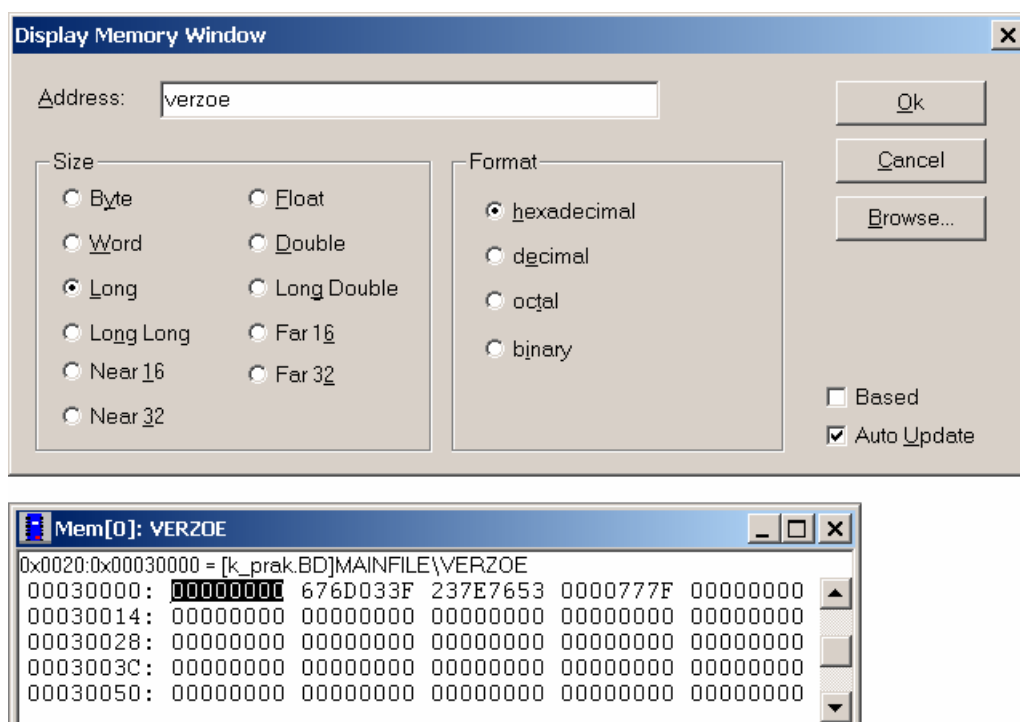 Display Memory Window
Address: verzoe
Ok
Cancel
Browse...
Size
Byte
Float
Word
Double
Long
Long Double
Long Long
Far 16
Near 16
Far 32
Near 32
Format
hexadecimal
decimal
octal
binary
Based
Auto Update
Mem[0]: VERZOE
0x0020:0x00030000 = [k_prak.BD]MAINFILE\VERZOE
00030000: 00000000 676D033F 237E7653 0000777F 00000000
00030014: 00000000 00000000 00000000 00000000 00000000
00030028: 00000000 00000000 00000000 00000000 00000000
0003003C: 00000000 00000000 00000000 00000000 00000000
00030050: 00000000 00000000 00000000 00000000 00000000